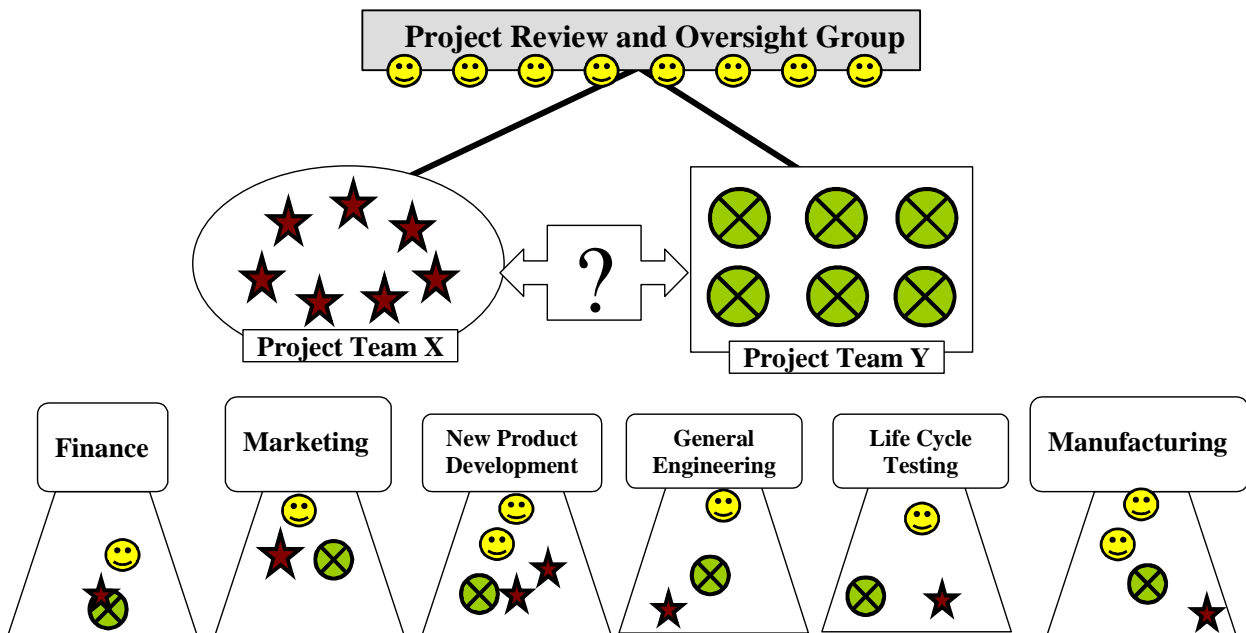 Project Review and Oversight Group
?
Project Team X
Project Team Y
Finance
Marketing
New Product
Development
General
Engineering
Life Cycle
Testing
Manufacturing